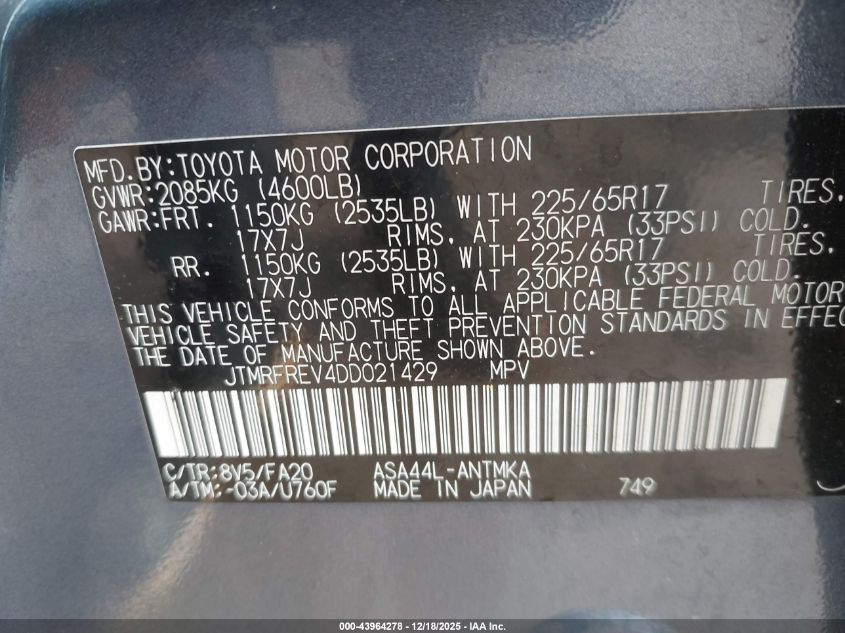 MFD.BY:TOYOTA MOTOR CORPORATION
GVWR:2085KG (4600LB)
GAWR:FRT. 1150KG (2535LB) WITH 225/65R17 TIRES.
17X7J RIMS, AT 230KPA (33PSI) COLD.
RR. 1150KG (2535LB) WITH 225/65R17 TIRES.
17X7J RIMS, AT 230KPA (33PSI) COLD.
THIS VEHICLE CONFORMS TO ALL APPLICABLE FEDERAL MOTOR
VEHICLE SAFETY AND THEFT PREVENTION STANDARDS IN EFFEC
THE DATE OF MANUFACTURE SHOWN ABOVE.
JTMRFREV4DD021429 MPV
C/TR:8V5/FA20 ASA44L-ANTMKA
A/TM:-03A/U760F MADE IN JAPAN 749
000-43964278 - 12/18/2025 - IAA Inc.